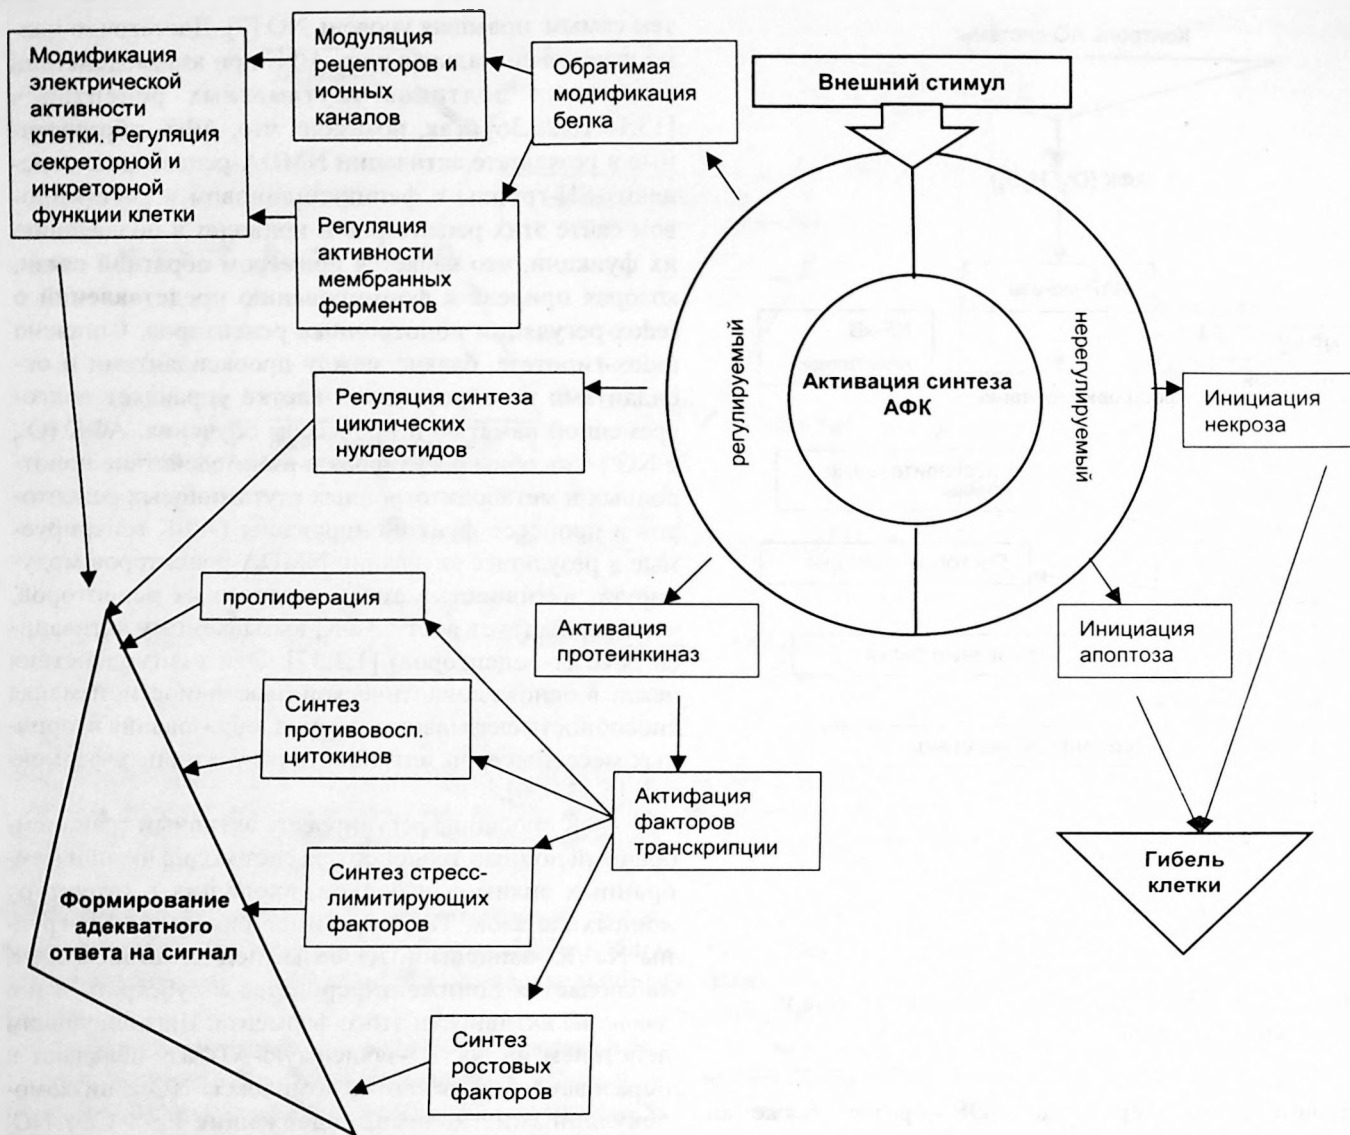 Модификация
электрической
активности
клетки. Регуляция
секреторной и
инкреторной
функции клетки
Модуляция
рецепторов и
ионных
каналов
Обратимая
модификация
белка
Внешний стимул
Регуляция
активности
мембранных
ферментов
Регуляция синтеза
циклических
нуклеотидов
регулируемый
Активация синтеза
АФК
нерегулируемый
Инициация
некроза
пролиферация
Активация
протеинкиназ
Инициация
апоптоза
Синтез
противовосп.
цитокинов
Актифация
факторов
транскрипции
Синтез стресс-
лимитирующих
факторов
Формирование
адекватного
ответа на сигнал
Гибель
клетки
Синтез
ростовых
факторов